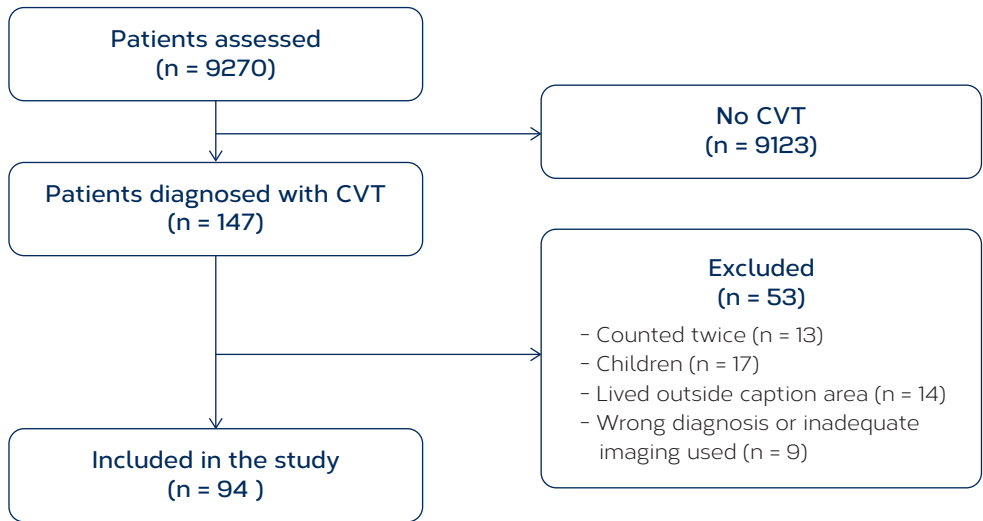 Patients assessed
(n = 9270)
No CVT
(n = 9123)
Patients diagnosed with CVT
(n = 147)
Excluded
(n = 53)
- Counted twice (n = 13)
- Children (n = 17)
- Lived outside caption area (n = 14)
- Wrong diagnosis or inadequate
imaging used (n = 9)
Included in the study
(n = 94 )